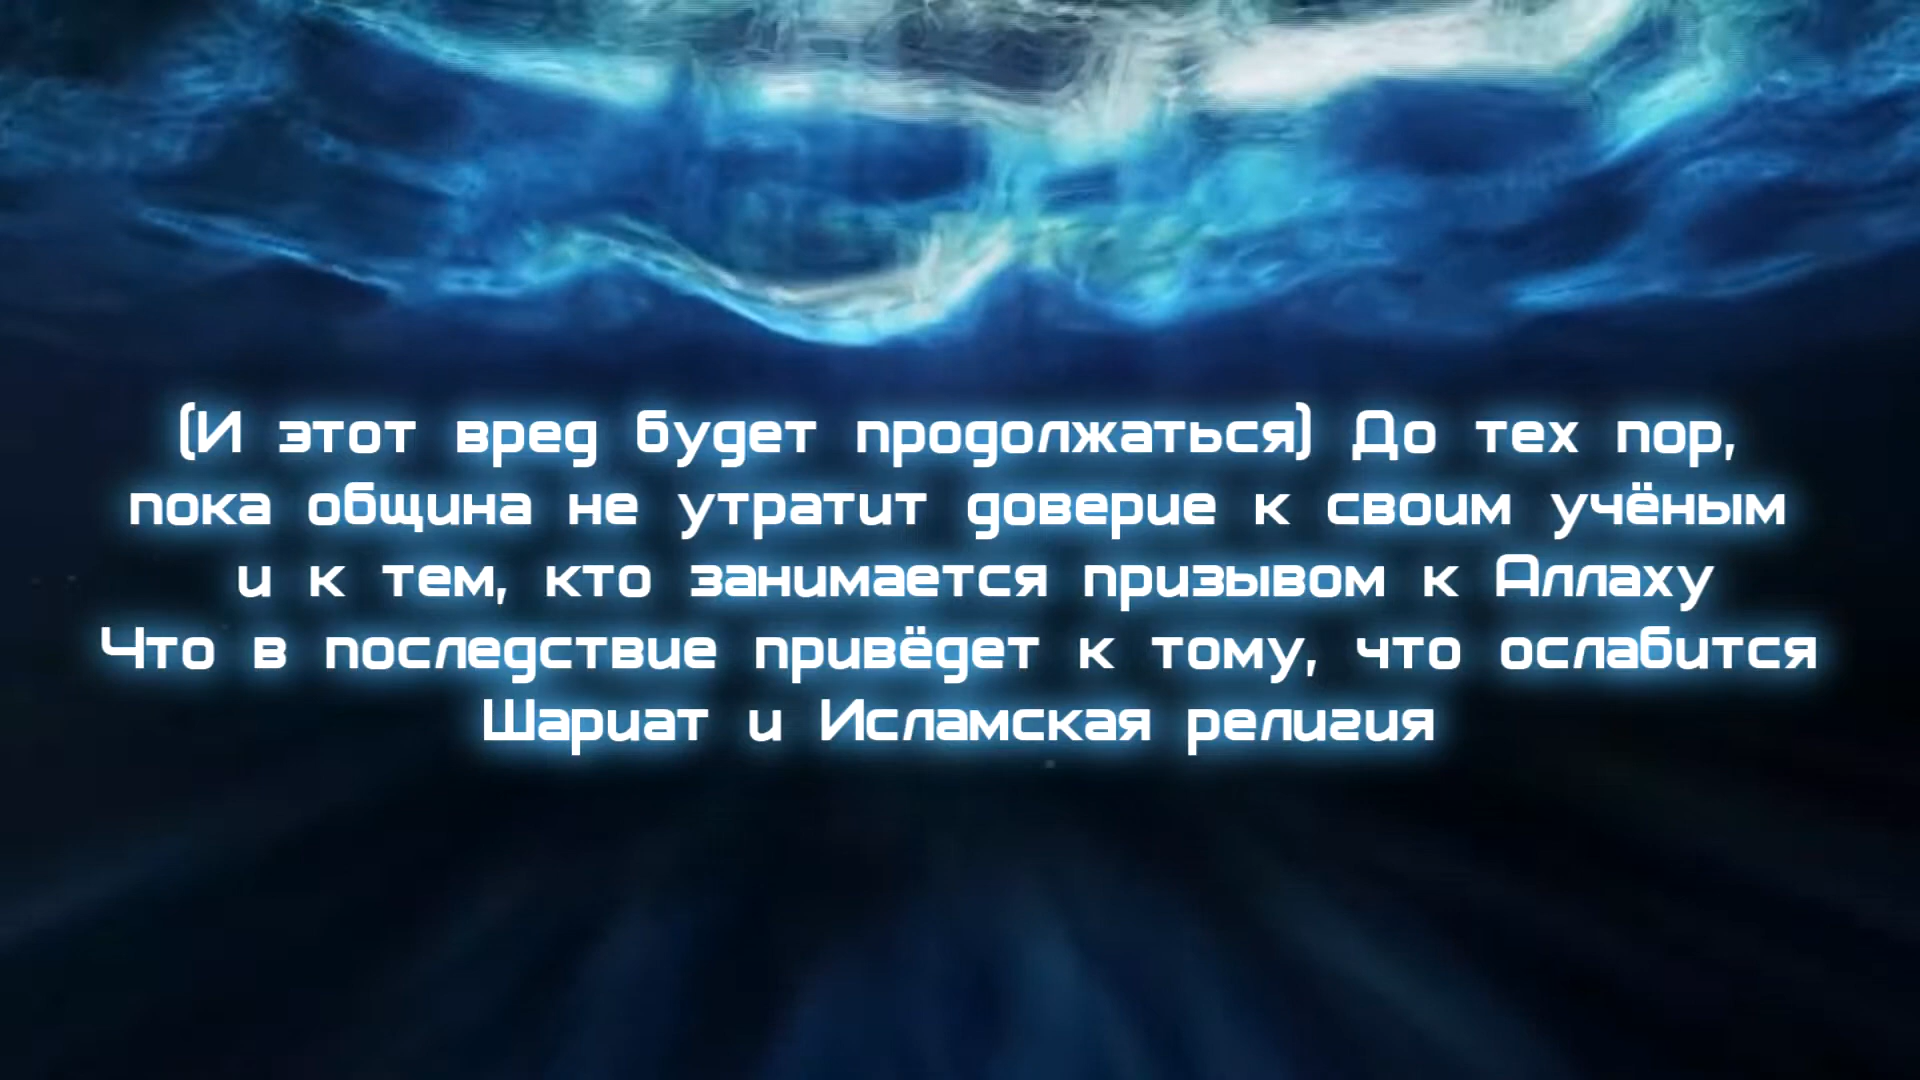 (И этот вред будет продолжаться) До тех пор,
пока община не утратит доверие к своим учёным
и к тем, кто занимается призывом к Аллаху
Что в последствие привёдет к тому, что ослабится
Шариат и Исламская религия